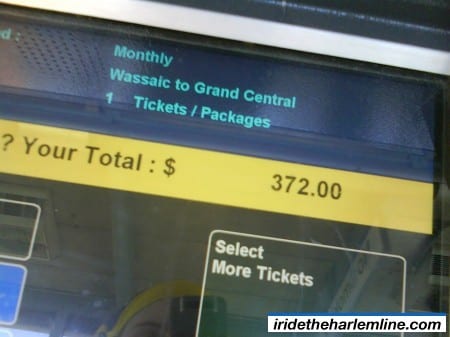 d :
Monthly
Wassaic to Grand Central
1 Tickets / Packages
? Your Total : $ 372.00
Select
More Tickets
iridetheharlemline.com